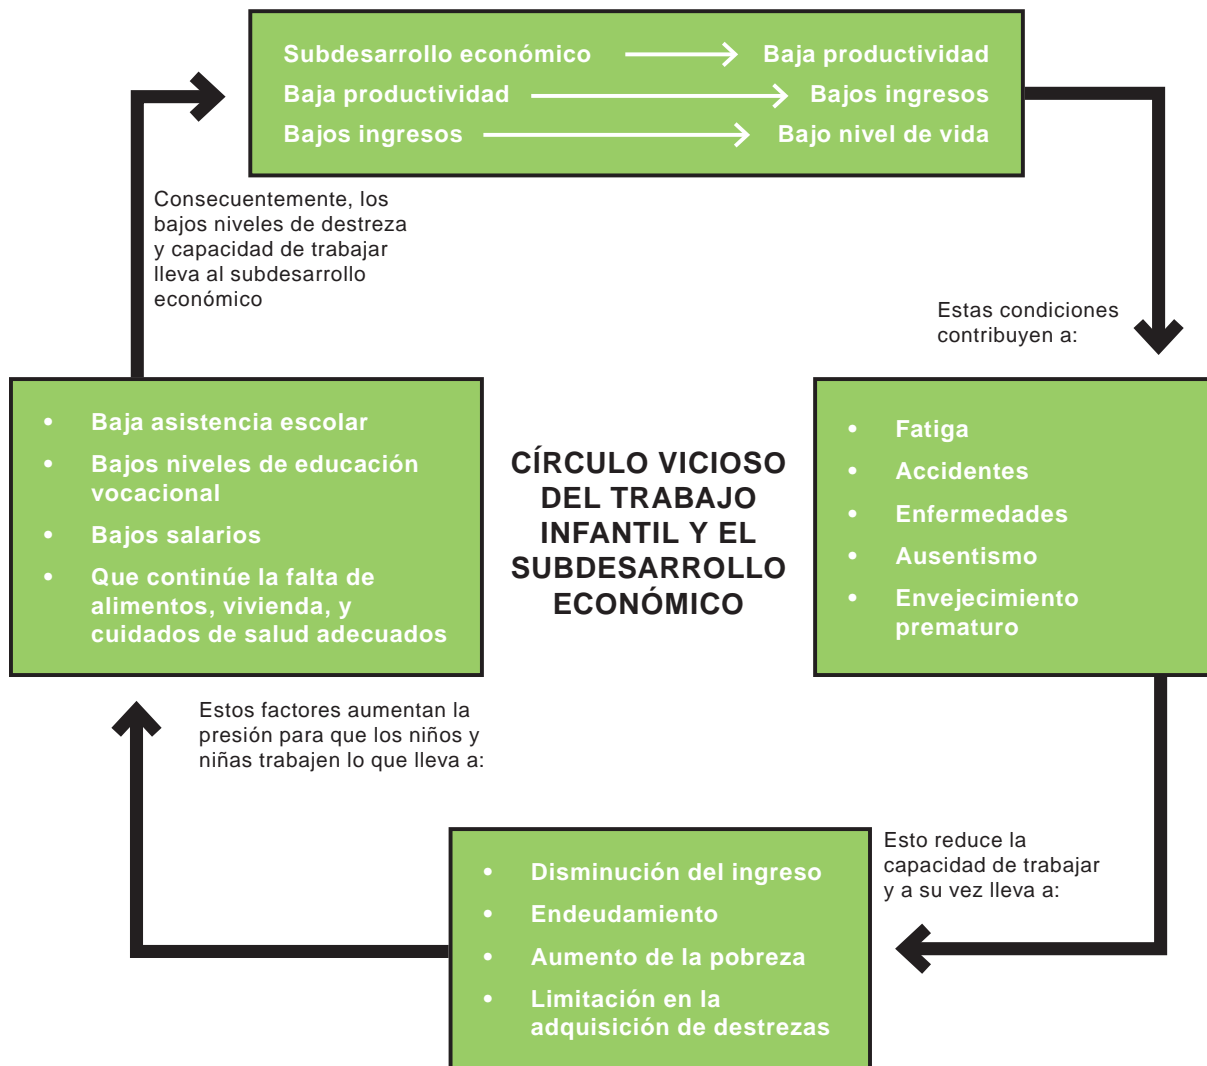 Subdesarrollo económico Baja productividad
Baja productividad Bajos ingresos
Bajos ingresos Bajo nivel de vida
Consecuentemente, los
bajos niveles de destreza
y capacidad de trabajar
lleva al subdesarrollo
económico
Estas condiciones
contribuyen a:
• Baja asistencia escolar
• Bajos niveles de educación
vocacional
• Bajos salarios
• Que continúe la falta de
alimentos, vivienda, y
cuidados de salud adecuados
CÍRCULO VICIOSO
DEL TRABAJO
INFANTIL Y EL
SUBDESARROLLO
ECONÓMICO
• Fatiga
• Accidentes
• Enfermedades
• Ausentismo
• Envejecimiento
prematuro
Estos factores aumentan la
presión para que los niños y
niñas trabajen lo que lleva a:
Esto reduce la
capacidad de trabajar
y a su vez lleva a:
• Disminución del ingreso
• Endeudamiento
• Aumento de la pobreza
• Limitación en la
adquisición de destrezas